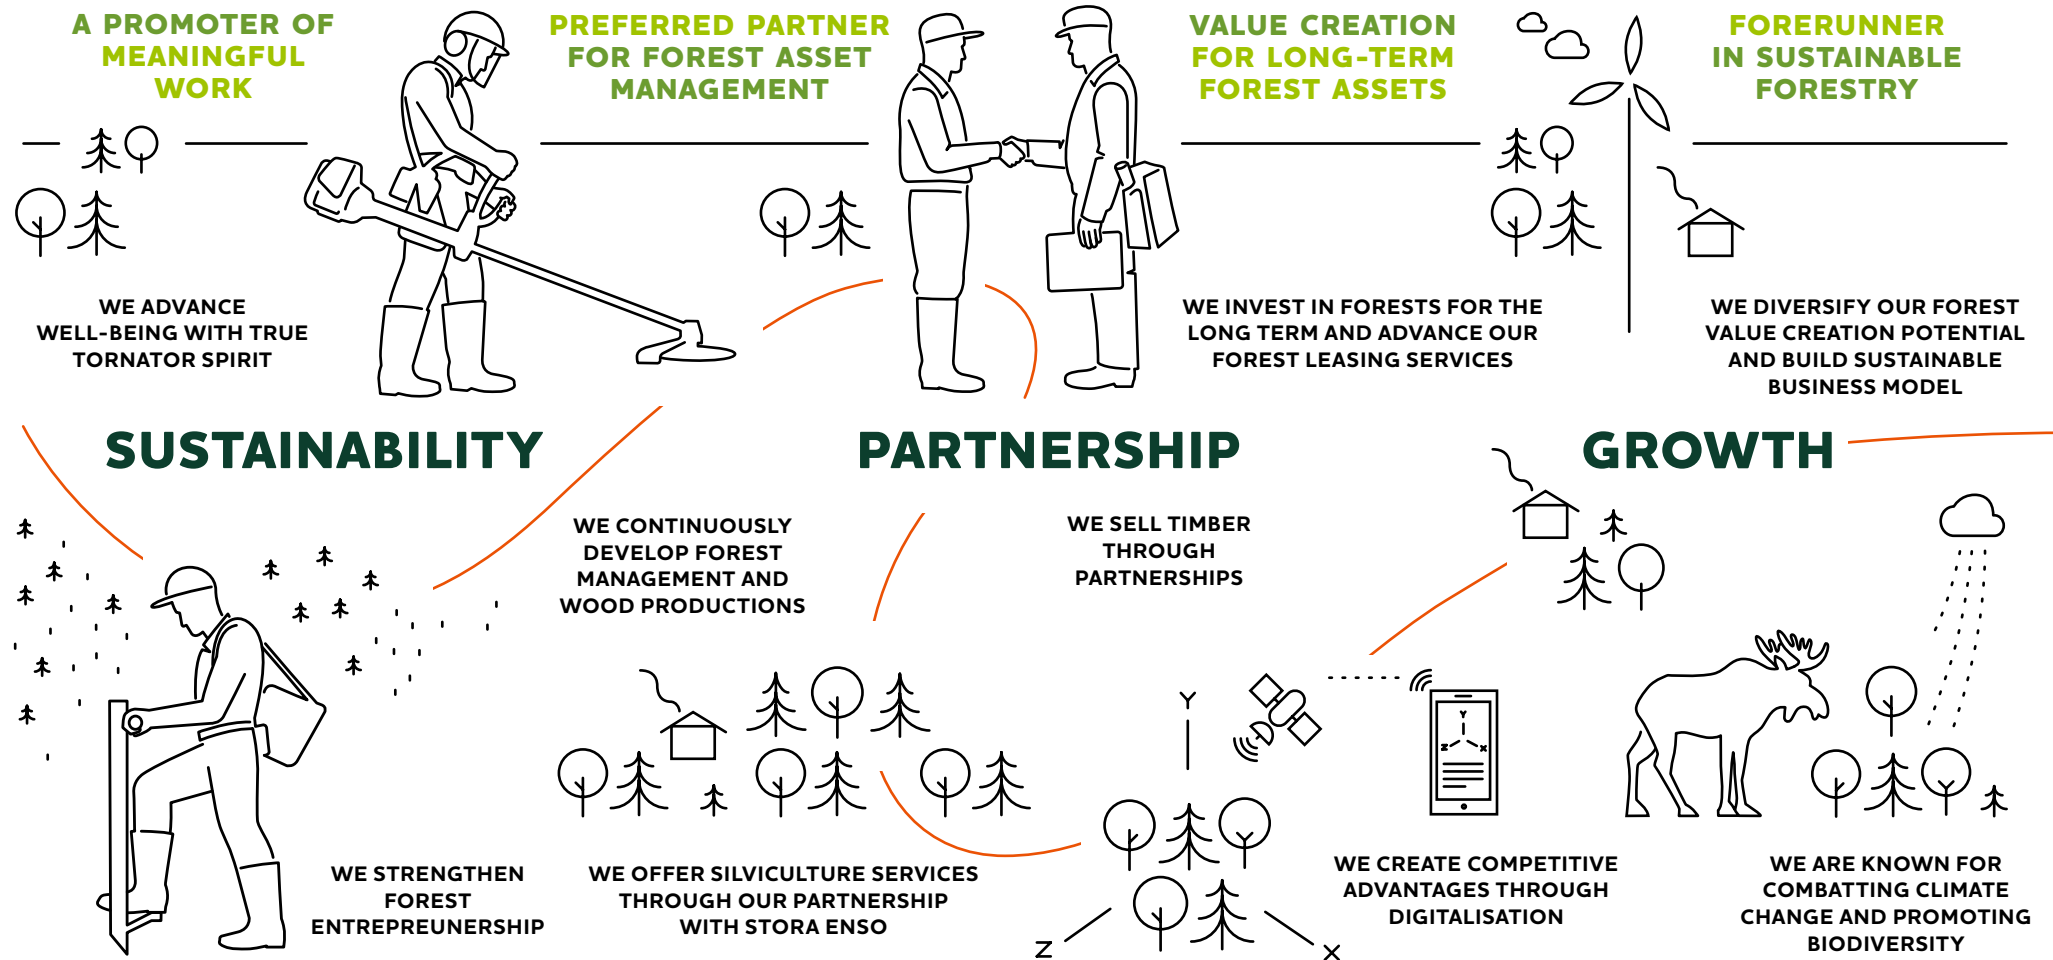 A PROMOTER OF
MEANINGFUL
WORK
PREFERRED PARTNER
FOR FOREST ASSET
MANAGEMENT
VALUE CREATION
FOR LONG-TERM
FOREST ASSETS
FORERUNNER
IN SUSTAINABLE
FORESTRY
WE ADVANCE
WELL-BEING WITH TRUE
TORNATOR SPIRIT
WE INVEST IN FORESTS FOR THE
LONG TERM AND ADVANCE OUR
FOREST LEASING SERVICES
WE DIVERSIFY OUR FOREST
VALUE CREATION POTENTIAL
AND BUILD SUSTAINABLE
BUSINESS MODEL
SUSTAINABILITY
PARTNERSHIP
GROWTH
WE CONTINUOUSLY
DEVELOP FOREST
MANAGEMENT AND
WOOD PRODUCTIONS
WE SELL TIMBER
THROUGH
PARTNERSHIPS
Y
Y
Z X
WE STRENGTHEN
FOREST
ENTREPREUNERSHIP
WE OFFER SILVICULTURE SERVICES
THROUGH OUR PARTNERSHIP
WITH STORA ENSO
Z
X
WE CREATE COMPETITIVE
ADVANTAGES THROUGH
DIGITALISATION
WE ARE KNOWN FOR
COMBATTING CLIMATE
CHANGE AND PROMOTING
BIODIVERSITY